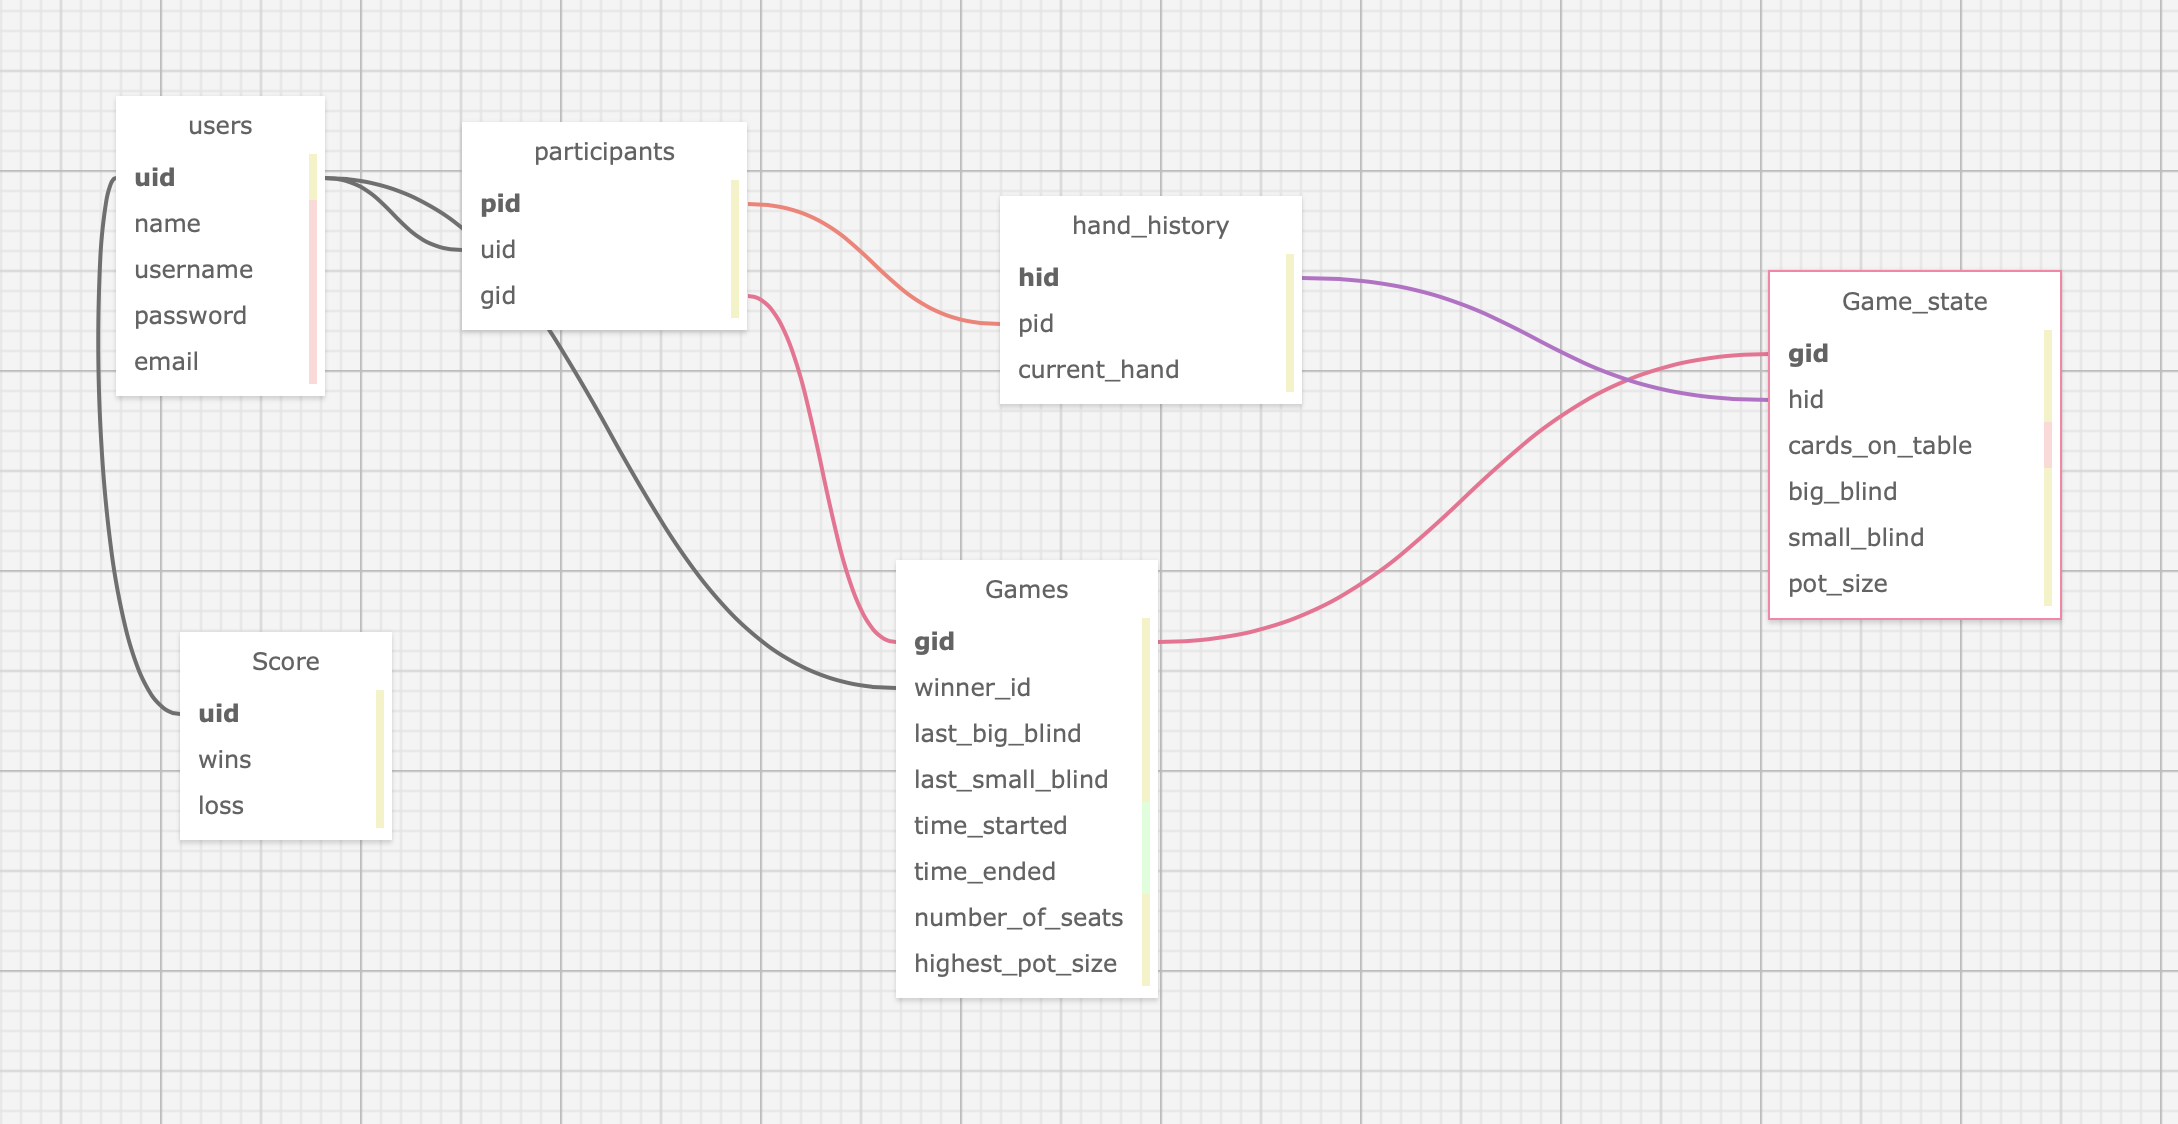 users
uid
name
username
password
email
participants
pid
uid
gid
hand_history
hid
pid
current_hand
Game_state
gid
hid
cards_on_table
big_blind
small_blind
pot_size
Score
uid
wins
loss
Games
gid
winner_id
last_big_blind
last_small_blind
time_started
time_ended
number_of_seats
highest_pot_size